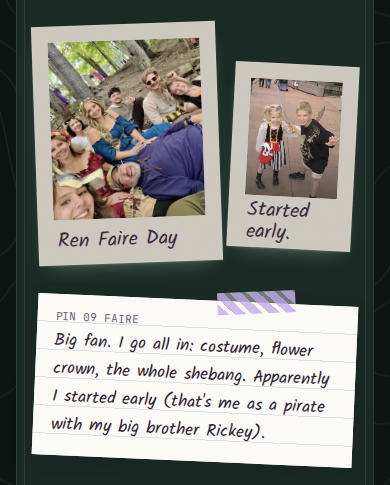 Ren Faire Day
Started
early.
PIN 09 FAIRE
Big fan. I go all in: costume, flower
crown, the whole shebang. Apparently
I started early (that's me as a pirate
with my big brother Rickey).